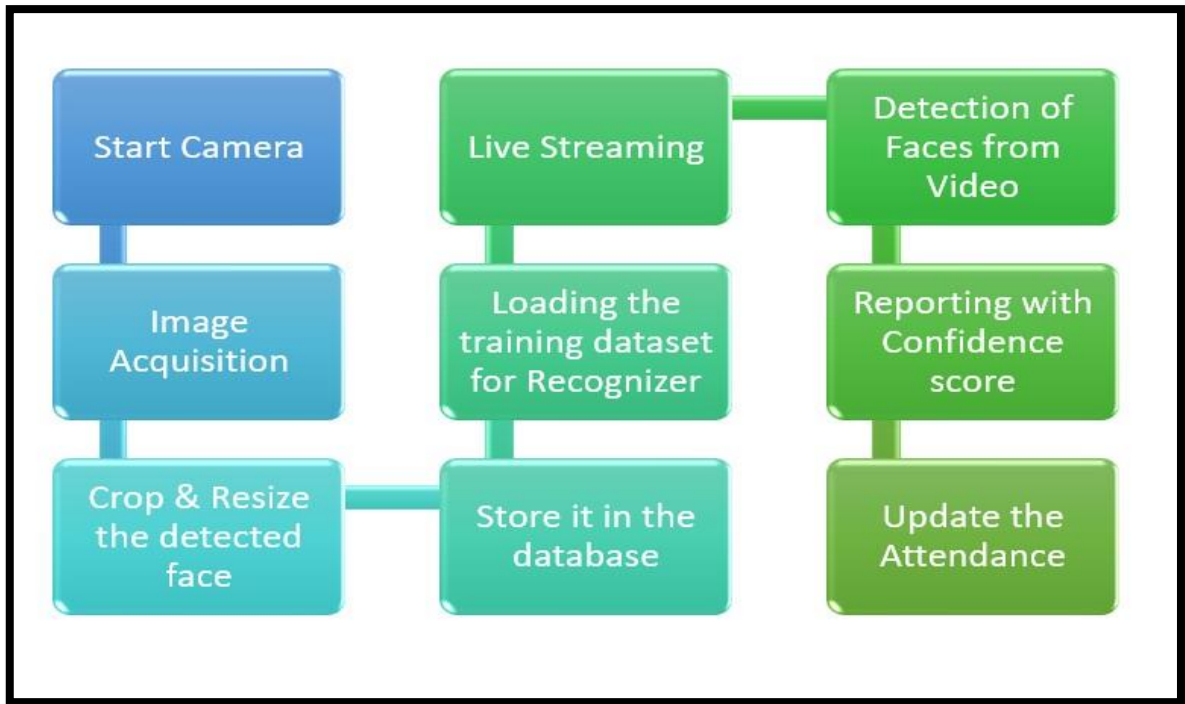 Start Camera
Image
Acquisition
Crop & Resize
the detected
face
Store it in the
database
Loading the
training dataset
for Recognizer
Live Streaming
Detection of
Faces from
Video
Reporting with
Confidence
score
Update the
Attendance